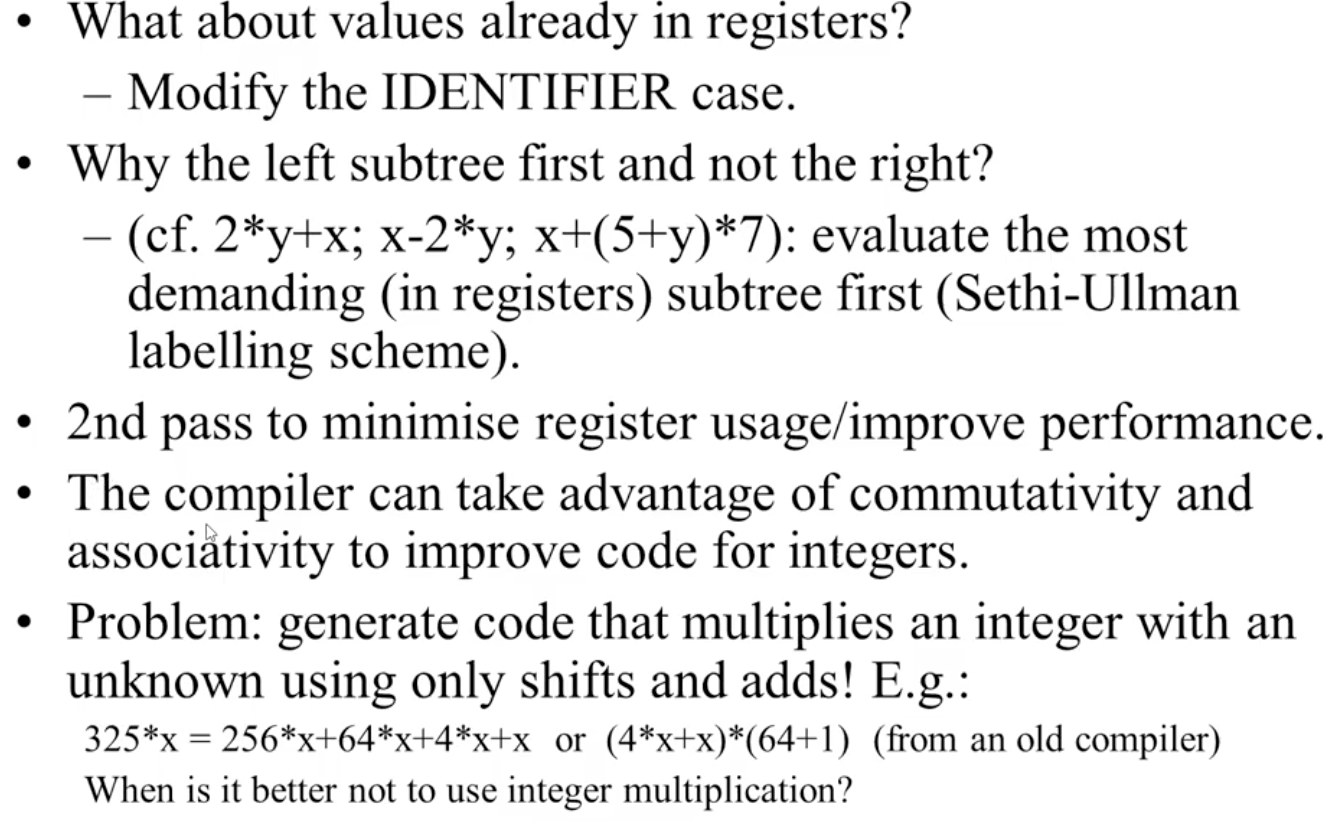 • What about values already in registers?
– Modify the IDENTIFIER case.
• Why the left subtree first and not the right?
– (cf. 2*y+x; x-2*y; x+(5+y)*7): evaluate the most
demanding (in registers) subtree first (Sethi-Ullman
labelling scheme).
• 2nd pass to minimise register usage/improve performance.
• The compiler can take advantage of commutativity and
associativity to improve code for integers.
• Problem: generate code that multiplies an integer with an
unknown using only shifts and adds! E.g.:
325*x = 256*x+64*x+4*x+x or (4*x+x)*(64+1) (from an old compiler)
When is it better not to use integer multiplication?